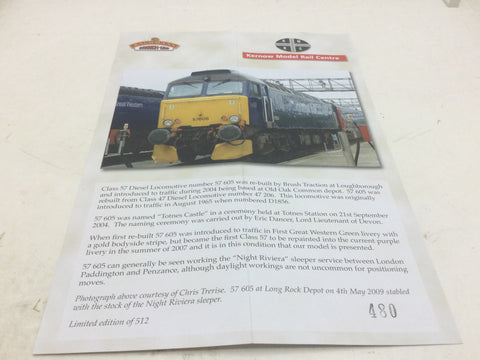 Kernow Model Rail Centre
Great Western
57605
Class 57 Diesel Locomotive number 57 605 was re-built by Brush Traction at Loughborough
and introduced to traffic during 2004 being based at Old Oak Common depot. 57 605 was
rebuilt from Class 47 Diesel Locomotive number 47 206. This locomotive was originally
introduced to traffic in August 1965 when numbered D1856.
57 605 was named "Totnes Castle" in a ceremony held at Totnes Station on 21st September
2004. The naming ceremony was carried out by Eric Dancer, Lord Lieutenant of Devon.
When first re-built 57 605 was introduced to traffic in First Great Western Green livery with
a gold bodyside stripe, but became the first Class 57 to be repainted into the current purple
livery in the summer of 2007 and it is in this condition that our model is presented.
57 605 can generally be seen working the "Night Riviera" sleeper service between London
Paddington and Penzance, although daylight workings are not uncommon for positioning
moves.
Photograph above courtesy of Chris Trerise. 57 605 at Long Rock Depot on 4th May 2009 stabled
with the stock of the Night Riviera sleeper.
480
Limited edition of 512